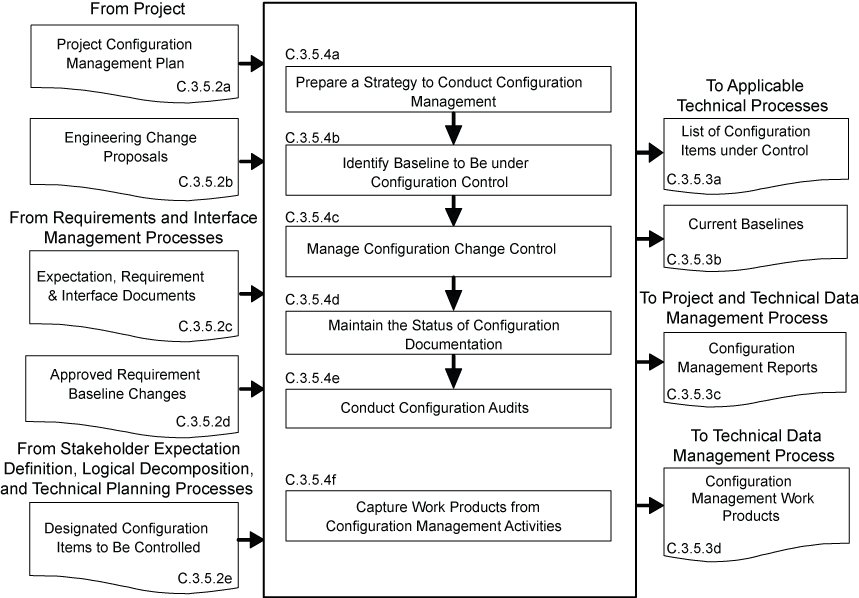 From Project
Project Configuration
Management Plan
C.3.5.2a
Engineering Change
Proposals
C.3.5.2b
From Requirements and Interface
Management Processes
Expectation, Requirement
& Interface Documents
C.3.5.2c
Approved Requirement
Baseline Changes
C.3.5.2d
From Stakeholder Expectation
Definition, Logical Decomposition,
and Technical Planning Processes
Designated Configuration
Items to Be Controlled
C.3.5.2e
C.3.5.4a
Prepare a Strategy to Conduct Configuration
Management
C.3.5.4b
Identify Baseline to Be under
Configuration Control
C.3.5.4c
Manage Configuration Change Control
C.3.5.4d
Maintain the Status of Configuration
Documentation
C.3.5.4e
Conduct Configuration Audits
C.3.5.4f
Capture Work Products from
Configuration Management Activities
To Applicable
Technical Processes
List of Configuration
Items under Control
C.3.5.3a
Current Baselines
C.3.5.3b
To Project and Technical Data
Management Process
Configuration
Management Reports
C.3.5.3c
To Technical Data
Management Process
Configuration
Management Work
Products
C.3.5.3d